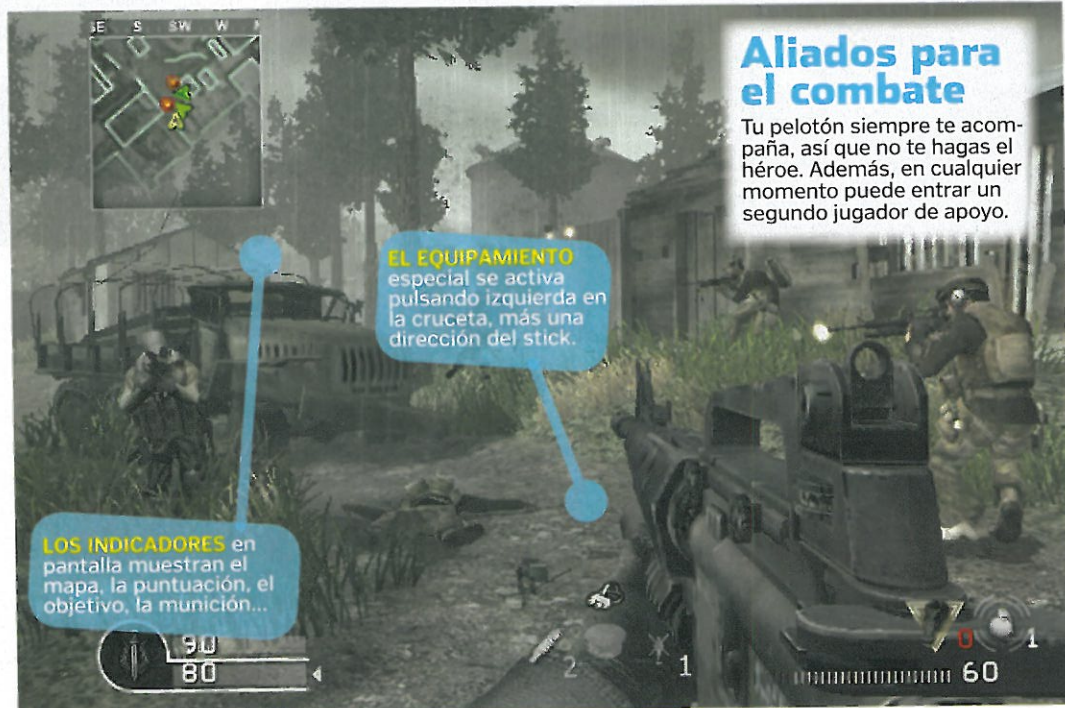 SE S SW W
Aliados para
el combate
Tu pelotón siempre te acom-
paña, así que no te hagas el
héroe. Además, en cualquier
momento puede entrar un
segundo jugador de apoyo.
EL EQUIPAMIENTO
especial se activa
pulsando izquierda en
la cruceta, más una
dirección del stick.
LOS INDICADORES en
pantalla muestran el
mapa, la puntuación, el
objetivo, la munición...
90
80
2
1
0
1
60